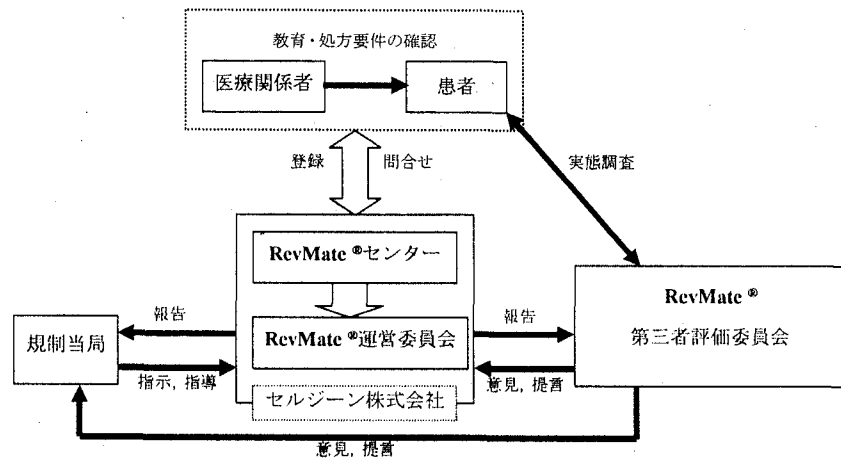 教育・処方要件の確認
医療関係者
患者
登録
問合せ
実態調査
RevMate ®センター
RevMate ®
第三者評価委員会
報告
報告
規制当局
RevMate ®運営委員会
指示, 指導
意見, 提言
セルジーン株式会社
意見, 提言